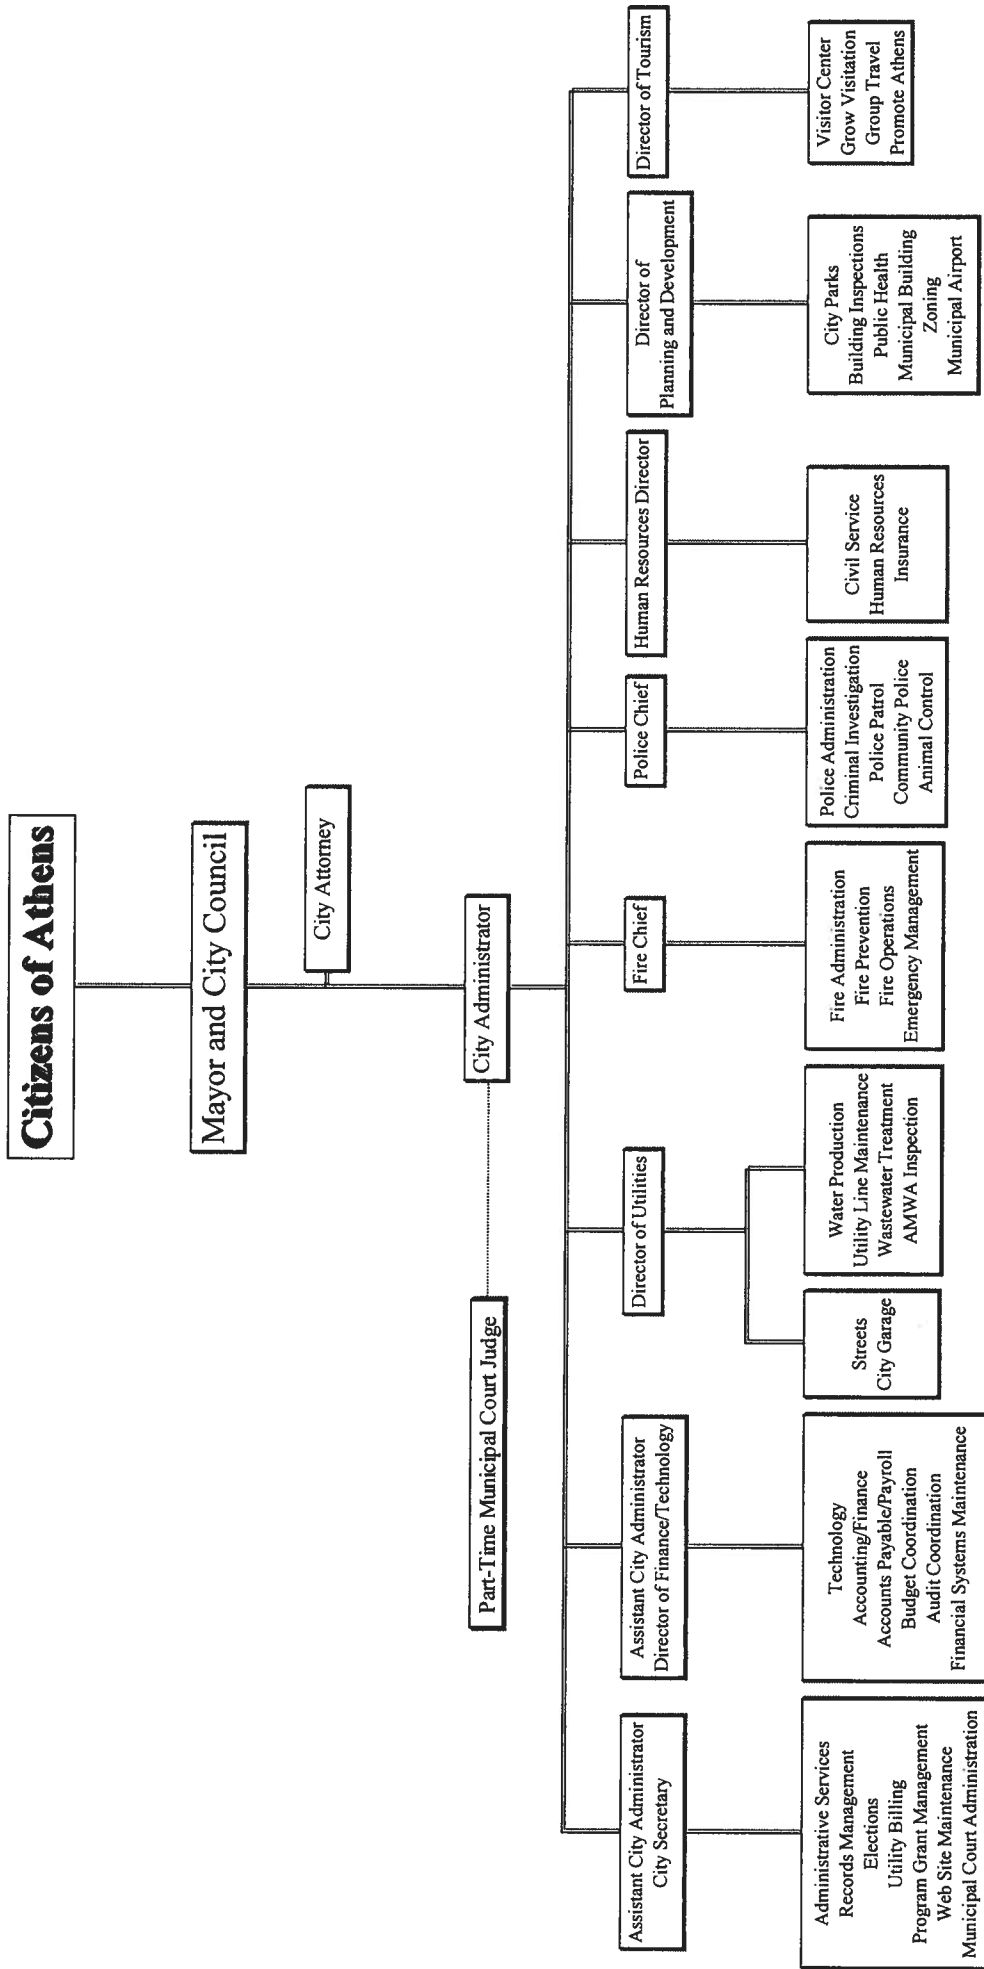 Citizens of Athens
Mayor and City Council
City Attorney
City Administrator
Part-Time Municipal Court Judge
Assistant City Administrator
City Secretary
Assistant City Administrator
Director of Finance/Technology
Director of Utilities
Fire Chief
Police Chief
Human Resources Director
Director of
Planning and Development
Director of Tourism
Administrative Services
Records Management
Elections
Utility Billing
Program Grant Management
Web Site Maintenance
Municipal Court Administration
Technology
Accounting/Finance
Accounts Payable/Payroll
Budget Coordination
Audit Coordination
Financial Systems Maintenance
Streets
City Garage
Water Production
Utility Line Maintenance
Wastewater Treatment
AMWA Inspection
Fire Administration
Fire Prevention
Fire Operations
Emergency Management
Police Administration
Criminal Investigation
Police Patrol
Community Police
Animal Control
Civil Service
Human Resources
Insurance
City Parks
Building Inspections
Public Health
Municipal Building
Zoning
Municipal Airport
Visitor Center
Grow Visitation
Group Travel
Promote Athens